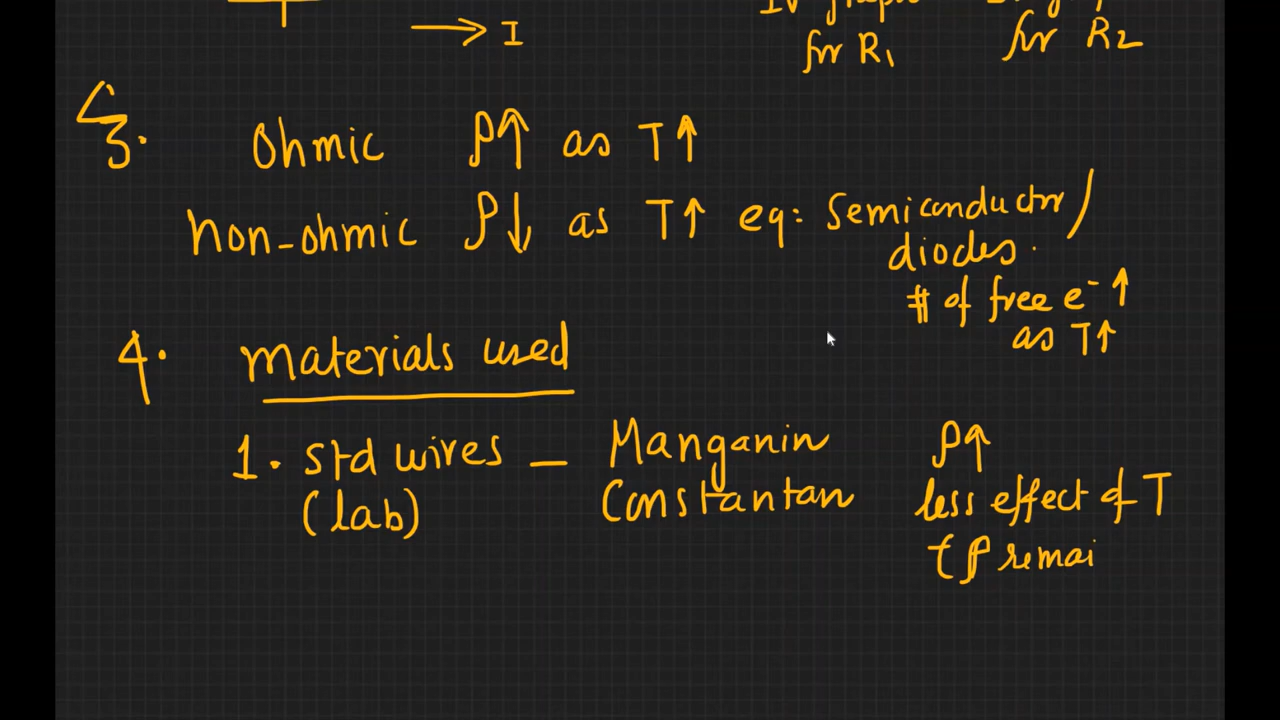 → I
for R1
for R2
3. Ohmic ρ↑ as T↑
Non-ohmic ρ↓ as T↑ eg: Semiconductor/
diodes.
# of free e⁻ ↑
as T↑
4. Materials used
1. Std wires – Manganin ρ↑
(lab) Constantan less effect of T
(ρ remai